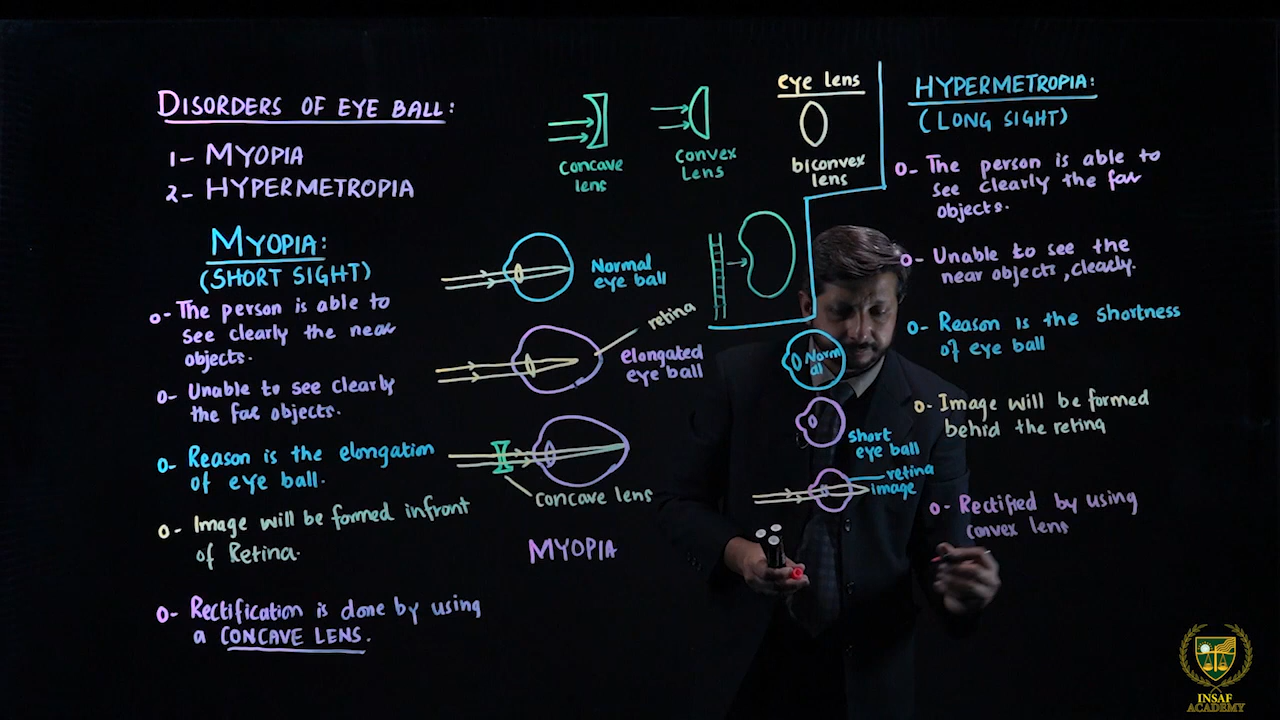 DISORDERS OF EYE BALL:
1- MYOPIA
2- HYPERMETROPIA
MYOPIA:
(SHORT SIGHT)
o- The person is able to
see clearly the near
objects.
o- Unable to see clearly
the far objects.
o- Reason is the elongation
of eye ball.
o- Image will be formed infront
of Retina.
o- Rectification is done by using
a CONCAVE LENS.
concave
lens
convex
Lens
eye lens
biconvex
lens
Normal
eye ball
retina
elongated
eye ball
concave lens
MYOPIA
HYPERMETROPIA:
(LONG SIGHT)
o- The person is able to
see clearly the far
objects.
o- Unable to see the
near objects, clearly.
o- Reason is the shortness
of eye ball
o- Image will be formed
behid the retina
o- Rectified by using
convex lens
Norm
al
short
eye ball
retina
image
INSAF
ACADEMY